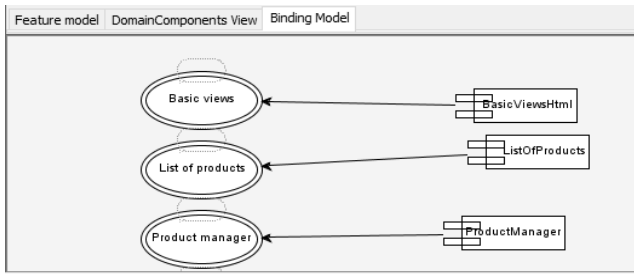 Feature model DomainComponents View Binding Model
Basic views BasicViewsHtml
List of products ListOfProducts
Product manager ProductManager